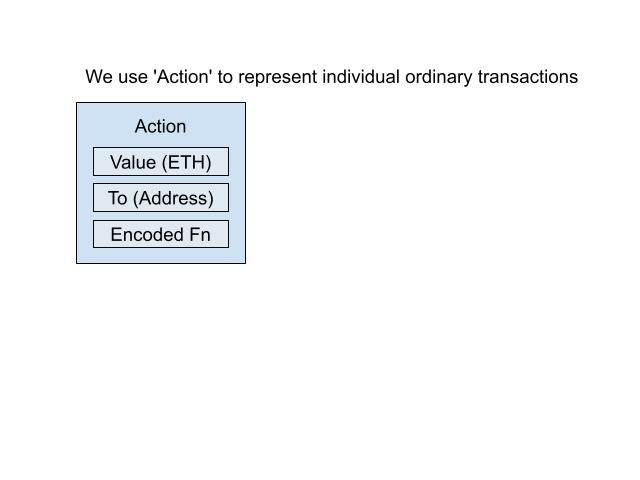 We use 'Action' to represent individual ordinary transactions
Action
Value (ETH)
To (Address)
Encoded Fn